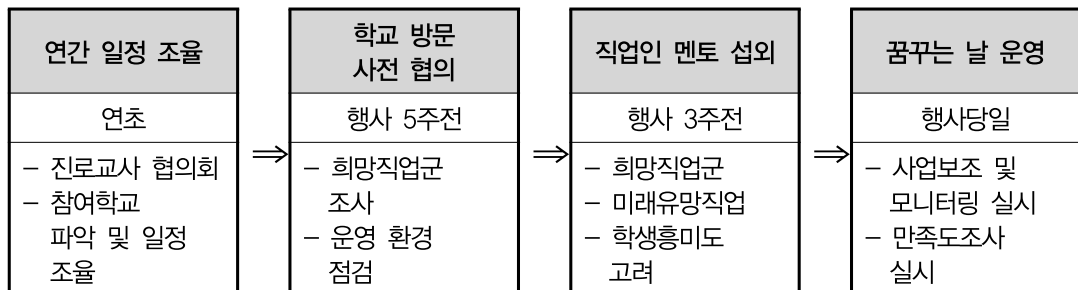 연간 일정 조율
연초
– 진로교사 협의회
– 참여학교
파악 및 일정
조율
⇒
학교 방문
사전 협의
행사 5주전
– 희망직업군
조사
– 운영 환경
점검
⇒
직업인 멘토 섭외
행사 3주전
– 희망직업군
– 미래유망직업
– 학생흥미도
고려
⇒
꿈꾸는 날 운영
행사당일
– 사업보조 및
모니터링 실시
– 만족도조사
실시